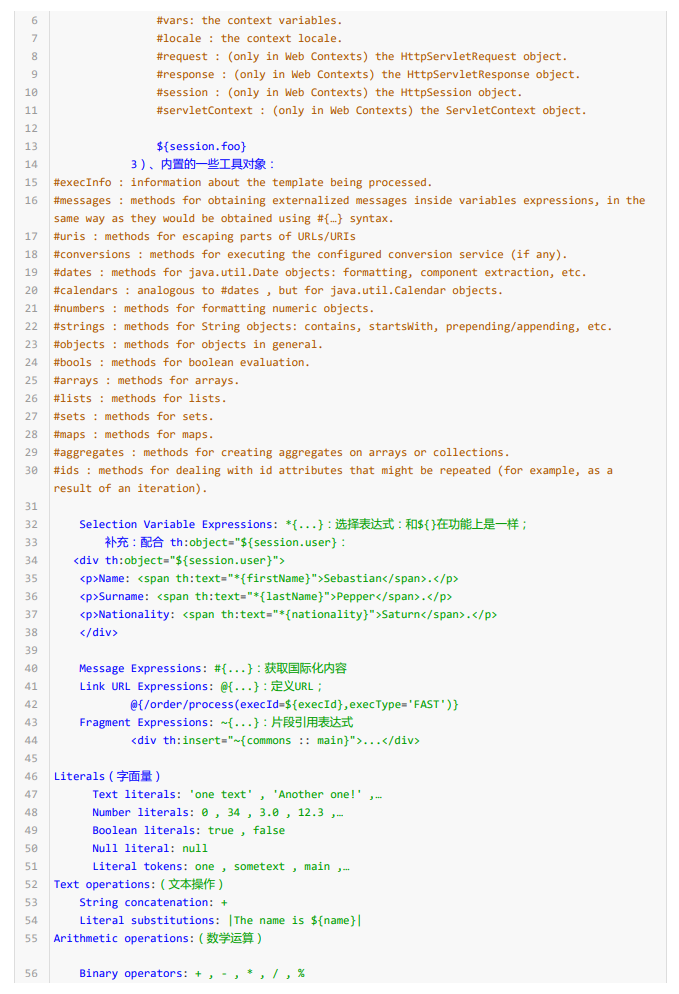 6 #vars: the context variables.
7 #locale : the context locale.
8 #request : (only in Web Contexts) the HttpServletRequest object.
9 #response : (only in Web Contexts) the HttpServletResponse object.
10 #session : (only in Web Contexts) the HttpSession object.
11 #servletContext : (only in Web Contexts) the ServletContext object.
12
13 ${session.foo}
14 3）、内置的一些工具对象：
15 #execInfo : information about the template being processed.
16 #messages : methods for obtaining externalized messages inside variables expressions, in the
same way as they would be obtained using #{…} syntax.
17 #uris : methods for escaping parts of URLs/URIs
18 #conversions : methods for executing the configured conversion service (if any).
19 #dates : methods for java.util.Date objects: formatting, component extraction, etc.
20 #calendars : analogous to #dates , but for java.util.Calendar objects.
21 #numbers : methods for formatting numeric objects.
22 #strings : methods for String objects: contains, startsWith, prepending/appending, etc.
23 #objects : methods for objects in general.
24 #bools : methods for boolean evaluation.
25 #arrays : methods for arrays.
26 #lists : methods for lists.
27 #sets : methods for sets.
28 #maps : methods for maps.
29 #aggregates : methods for creating aggregates on arrays or collections.
30 #ids : methods for dealing with id attributes that might be repeated (for example, as a
result of an iteration).
31
32 Selection Variable Expressions: *{...}：选择表达式：和${}在功能上是一样；
33 补充：配合 th:object="${session.user}：
34 <div th:object="${session.user}">
35 <p>Name: <span th:text="*{firstName}">Sebastian</span>.</p>
36 <p>Surname: <span th:text="*{lastName}">Pepper</span>.</p>
37 <p>Nationality: <span th:text="*{nationality}">Saturn</span>.</p>
38 </div>
39
40 Message Expressions: #{...}：获取国际化内容
41 Link URL Expressions: @{...}：定义URL；
42 @{/order/process(execId=${execId},execType='FAST')}
43 Fragment Expressions: ~{...}：片段引用表达式
44 <div th:insert="~{commons :: main}">...</div>
45
46 Literals（字面量）
47 Text literals: 'one text' , 'Another one!' ,…
48 Number literals: 0 , 34 , 3.0 , 12.3 ,…
49 Boolean literals: true , false
50 Null literal: null
51 Literal tokens: one , sometext , main ,…
52 Text operations:（文本操作）
53 String concatenation: +
54 Literal substitutions: |The name is ${name}|
55 Arithmetic operations:（数学运算）
56 Binary operators: + , - , * , / , %